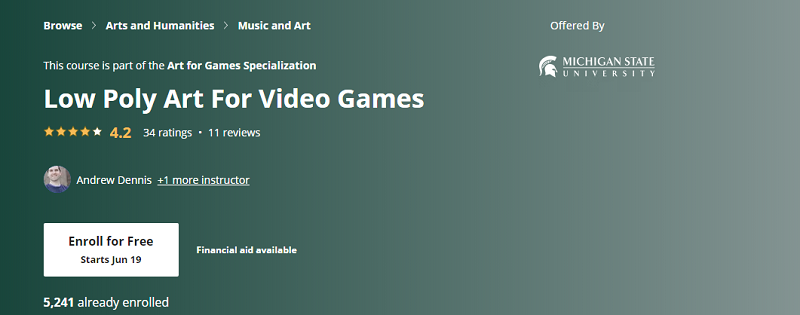 Browse > Arts and Humanities > Music and Art
Offered By
MICHIGAN STATE
UNIVERSITY
This course is part of the Art for Games Specialization
Low Poly Art For Video Games
4.2 34 ratings • 11 reviews
Andrew Dennis +1 more instructor
Enroll for Free
Starts Jun 19
Financial aid available
5,241 already enrolled